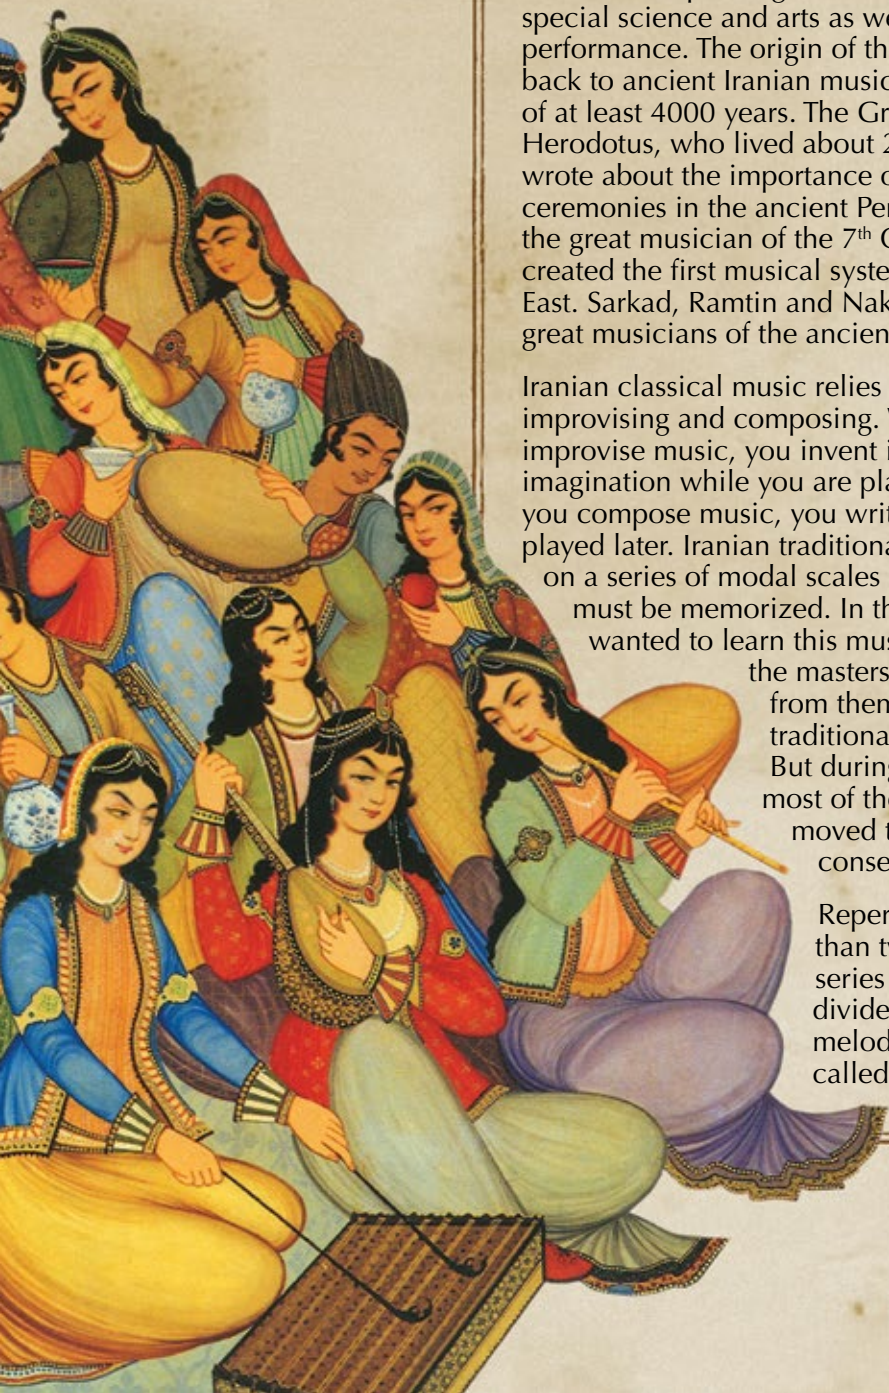 special science and arts as we
performance. The origin of th
back to ancient Iranian music
of at least 4000 years. The Gr
Herodotus, who lived about 2
wrote about the importance o
ceremonies in the ancient Per
the great musician of the 7th C
created the first musical syste
East. Sarkad, Ramtin and Nak
great musicians of the ancien
Iranian classical music relies
improvising and composing.
improvise music, you invent i
imagination while you are pla
you compose music, you writ
played later. Iranian traditiona
on a series of modal scales
must be memorized. In th
wanted to learn this mus
the masters
from them
traditiona
But during
most of the
moved t
conse
Reper
than tw
series
divide
melod
called